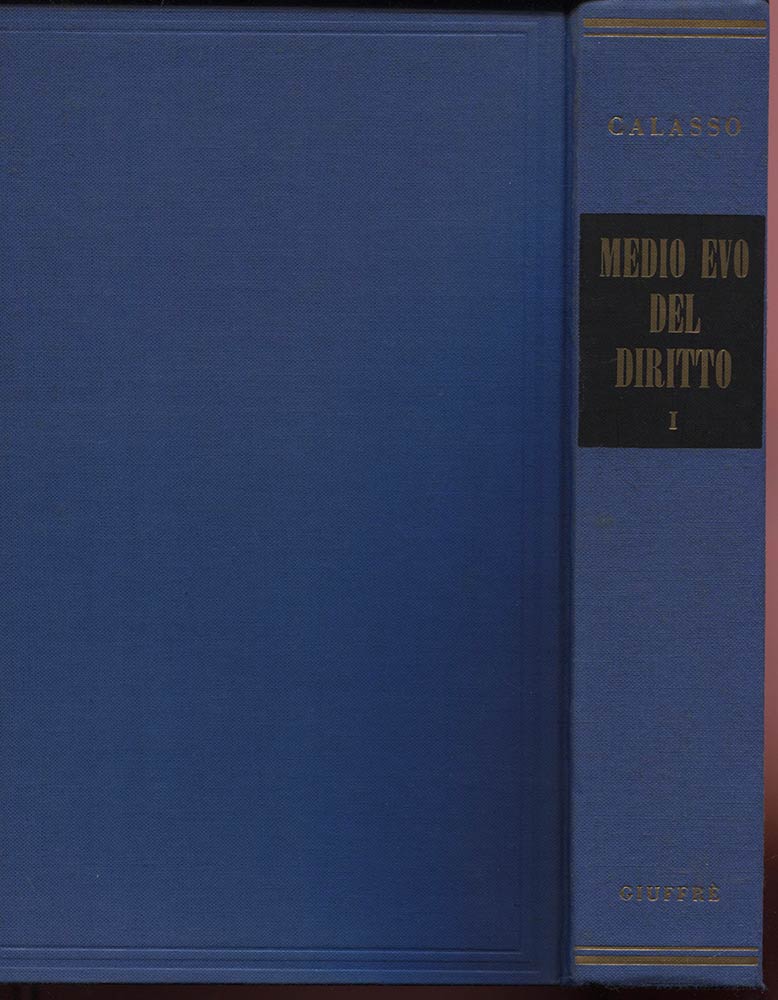 CALASSO
MEDIO EVO
DEL
DIRITTO
I
GIUFFRÈ